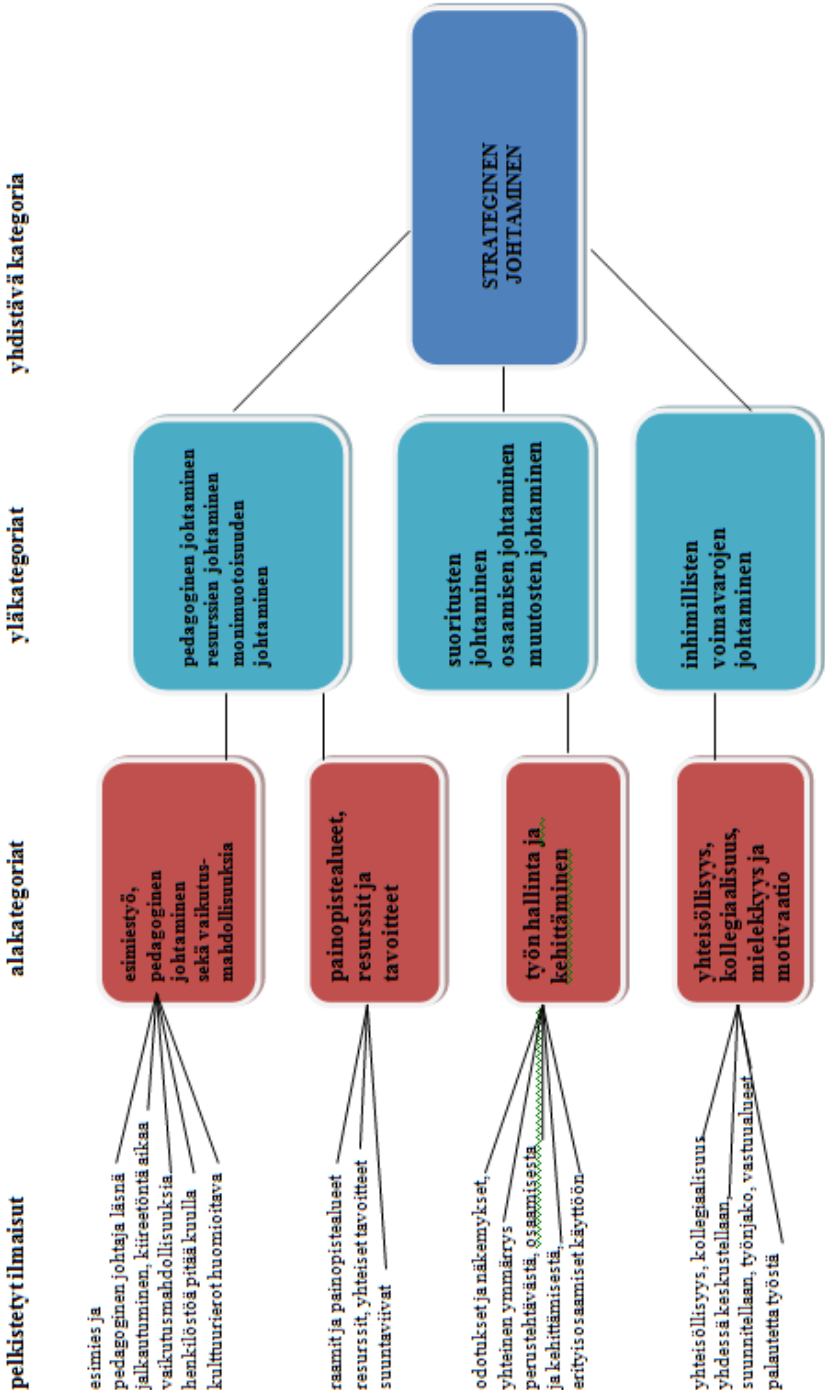 pelkistetyt ilmaisut
alakategoriat
yläkategoriat
yhdistävä kategoria
esimies ja
pedagoginen johtaja läsnä
jalkautuminen, kiireetöntä aikaa
vaikutusmahdollisuuksia
henkilöstöä pitää kuulla
kulttuurierot huomioitava
raamit ja painopistealueet
resurssit, yhteiset tavoitteet
suuntaviivat
odotukset ja näkemykset,
yhteinen ymmärrys
perustehtävästä, osaamisesta
ja kehittämisestä,
erityisosaamiset käyttöön
yhteisöllisyys, kollegiaalisuus
yhdessä keskustellaan,
suunnitellaan, työnjako, vastuualueet
palautetta työstä
esimiestyö,
pedagoginen
johtaminen
sekä vaikutus-
mahdollisuuksia
painopistealueet,
resurssit ja
tavoitteet
työn hallinta ja
kehittäminen
yhteisöllisyys,
kollegiaalisuus,
mielekkyys ja
motivaatio
pedagoginen johtaminen
resurssien johtaminen
monimuotoisuuden
johtaminen
suoritusten
johtaminen
osaamisen johtaminen
muutosten johtaminen
inhimillisten
voimavarojen
johtaminen
STRATEGINEN
JOHTAMINEN